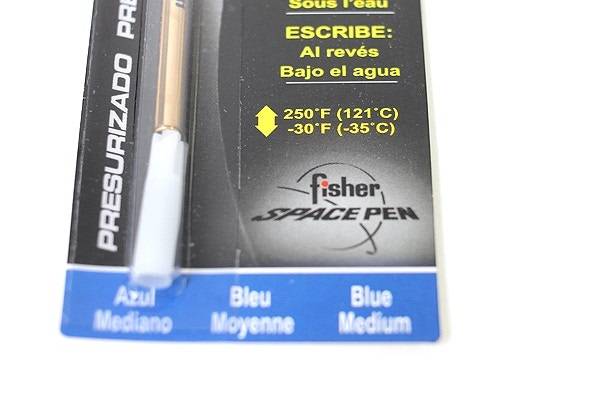 Sous l'eau
ESCRIBE:
Al revés
Bajo el agua
250°F (121°C)
-30°F (-35°C)
PRESURIZADO
fisher
SPACE PEN
Azul
Mediano
Bleu
Moyenne
Blue
Medium